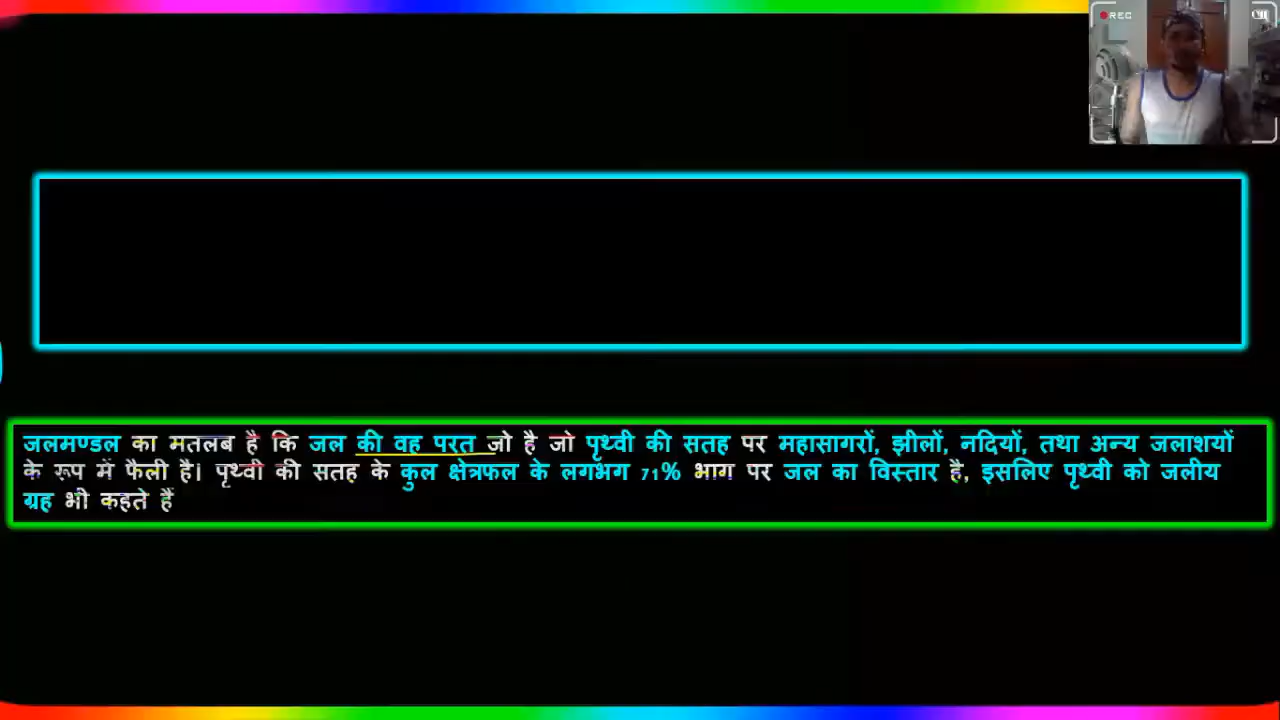 REC
जलमण्डल का मतलब है कि जल की वह परत जो है जो पृथ्वी की सतह पर महासागरों, झीलों, नदियों, तथा अन्य जलाशयों
के रूप में फैली है। पृथ्वी की सतह के कुल क्षेत्रफल के लगभग 71% भाग पर जल का विस्तार है, इसलिए पृथ्वी को जलीय
ग्रह भी कहते हैं